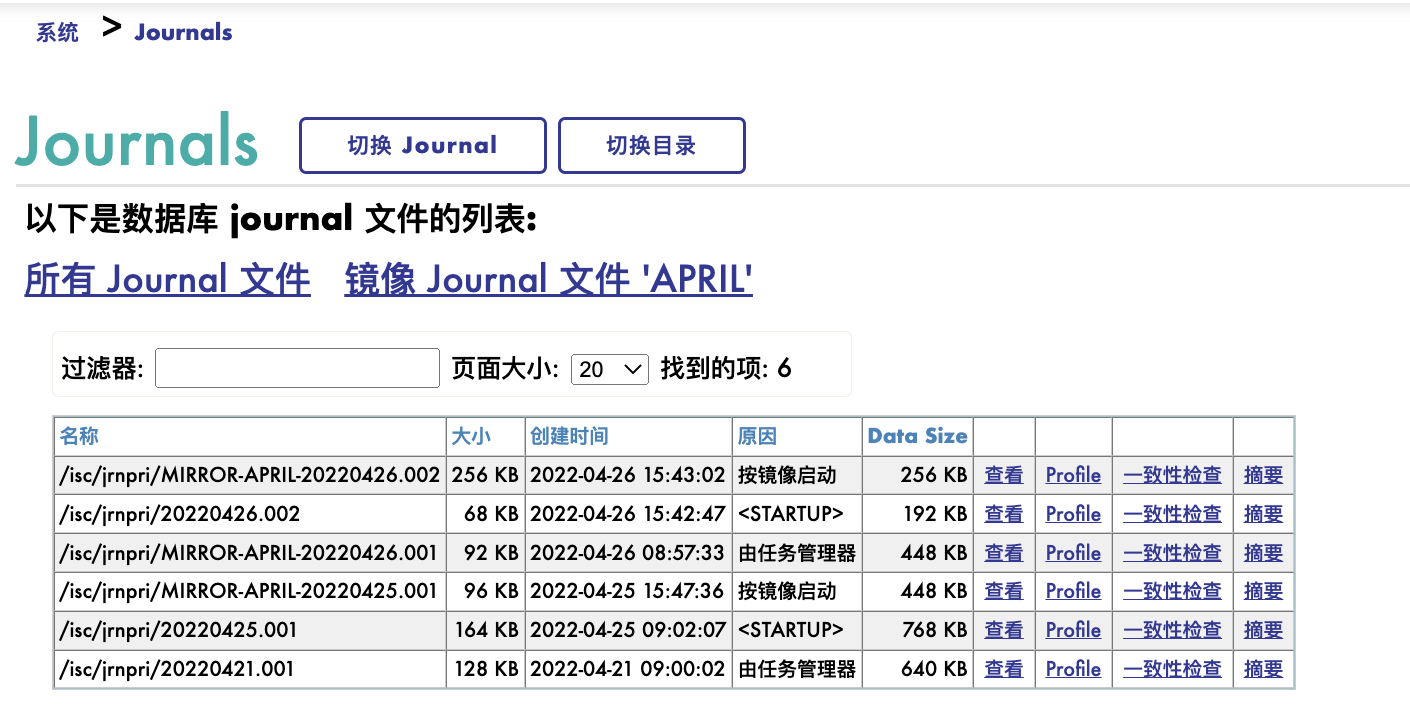 系统 > Journals
Journals 切换 Journal 切换目录
以下是数据库 journal 文件的列表:
所有 Journal 文件 镜像 Journal 文件 'APRIL'
过滤器: 页面大小: 20 找到的项: 6
名称 大小 创建时间 原因 Data Size
/isc/jrnpri/MIRROR-APRIL-20220426.002 256 KB 2022-04-26 15:43:02 按镜像启动 256 KB 查看 Profile 一致性检查 摘要
/isc/jrnpri/20220426.002 68 KB 2022-04-26 15:42:47 <STARTUP> 192 KB 查看 Profile 一致性检查 摘要
/isc/jrnpri/MIRROR-APRIL-20220426.001 92 KB 2022-04-26 08:57:33 由任务管理器 448 KB 查看 Profile 一致性检查 摘要
/isc/jrnpri/MIRROR-APRIL-20220425.001 96 KB 2022-04-25 15:47:36 按镜像启动 448 KB 查看 Profile 一致性检查 摘要
/isc/jrnpri/20220425.001 164 KB 2022-04-25 09:02:07 <STARTUP> 768 KB 查看 Profile 一致性检查 摘要
/isc/jrnpri/20220421.001 128 KB 2022-04-21 09:00:02 由任务管理器 640 KB 查看 Profile 一致性检查 摘要